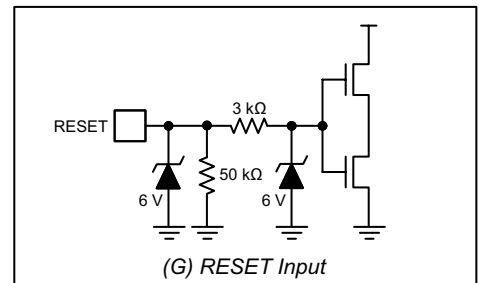 3 kΩ
RESET
50 kΩ
6 V
6 V
(G) RESET Input